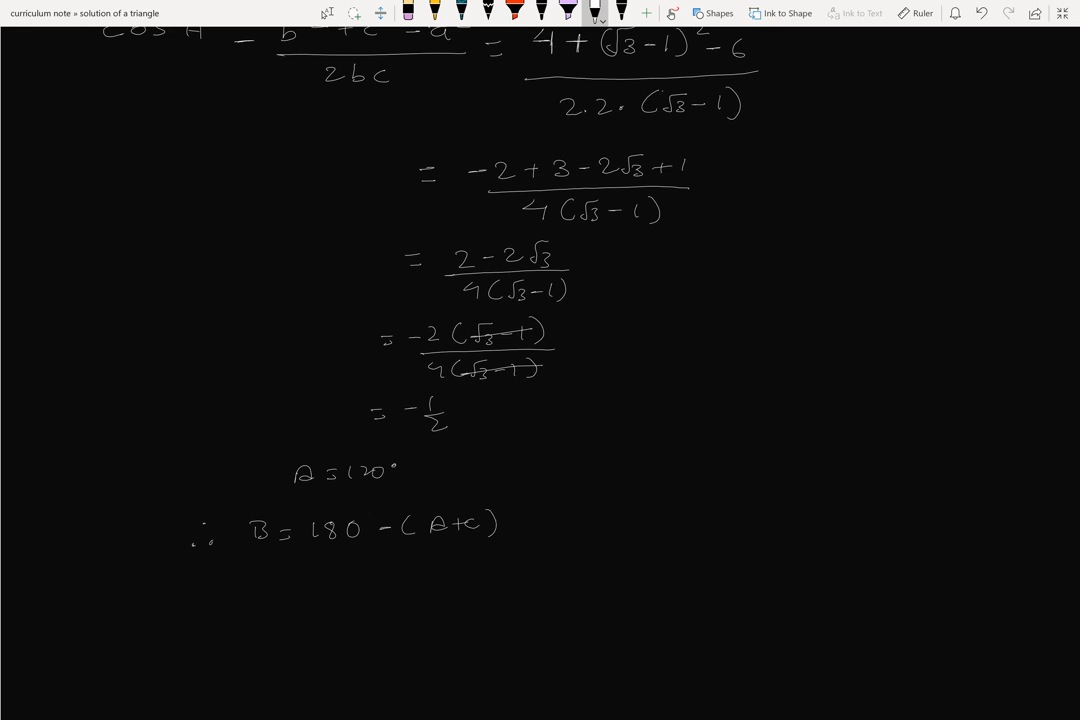 curriculum note » solution of a triangle
Shapes Ink to Shape Ink to Text Ruler Share
cos A = b² + c² - a² / 2bc = 4 + (√3 - 1)² - 6 / 2.2. (√3 - 1)
= -2 + 3 - 2√3 + 1 / 4(√3 - 1)
= 2 - 2√3 / 4(√3 - 1)
= -2(√3 - 1) / 4(√3 - 1)
= - 1/2
A = 120°
∴ B = 180 - (A+C)